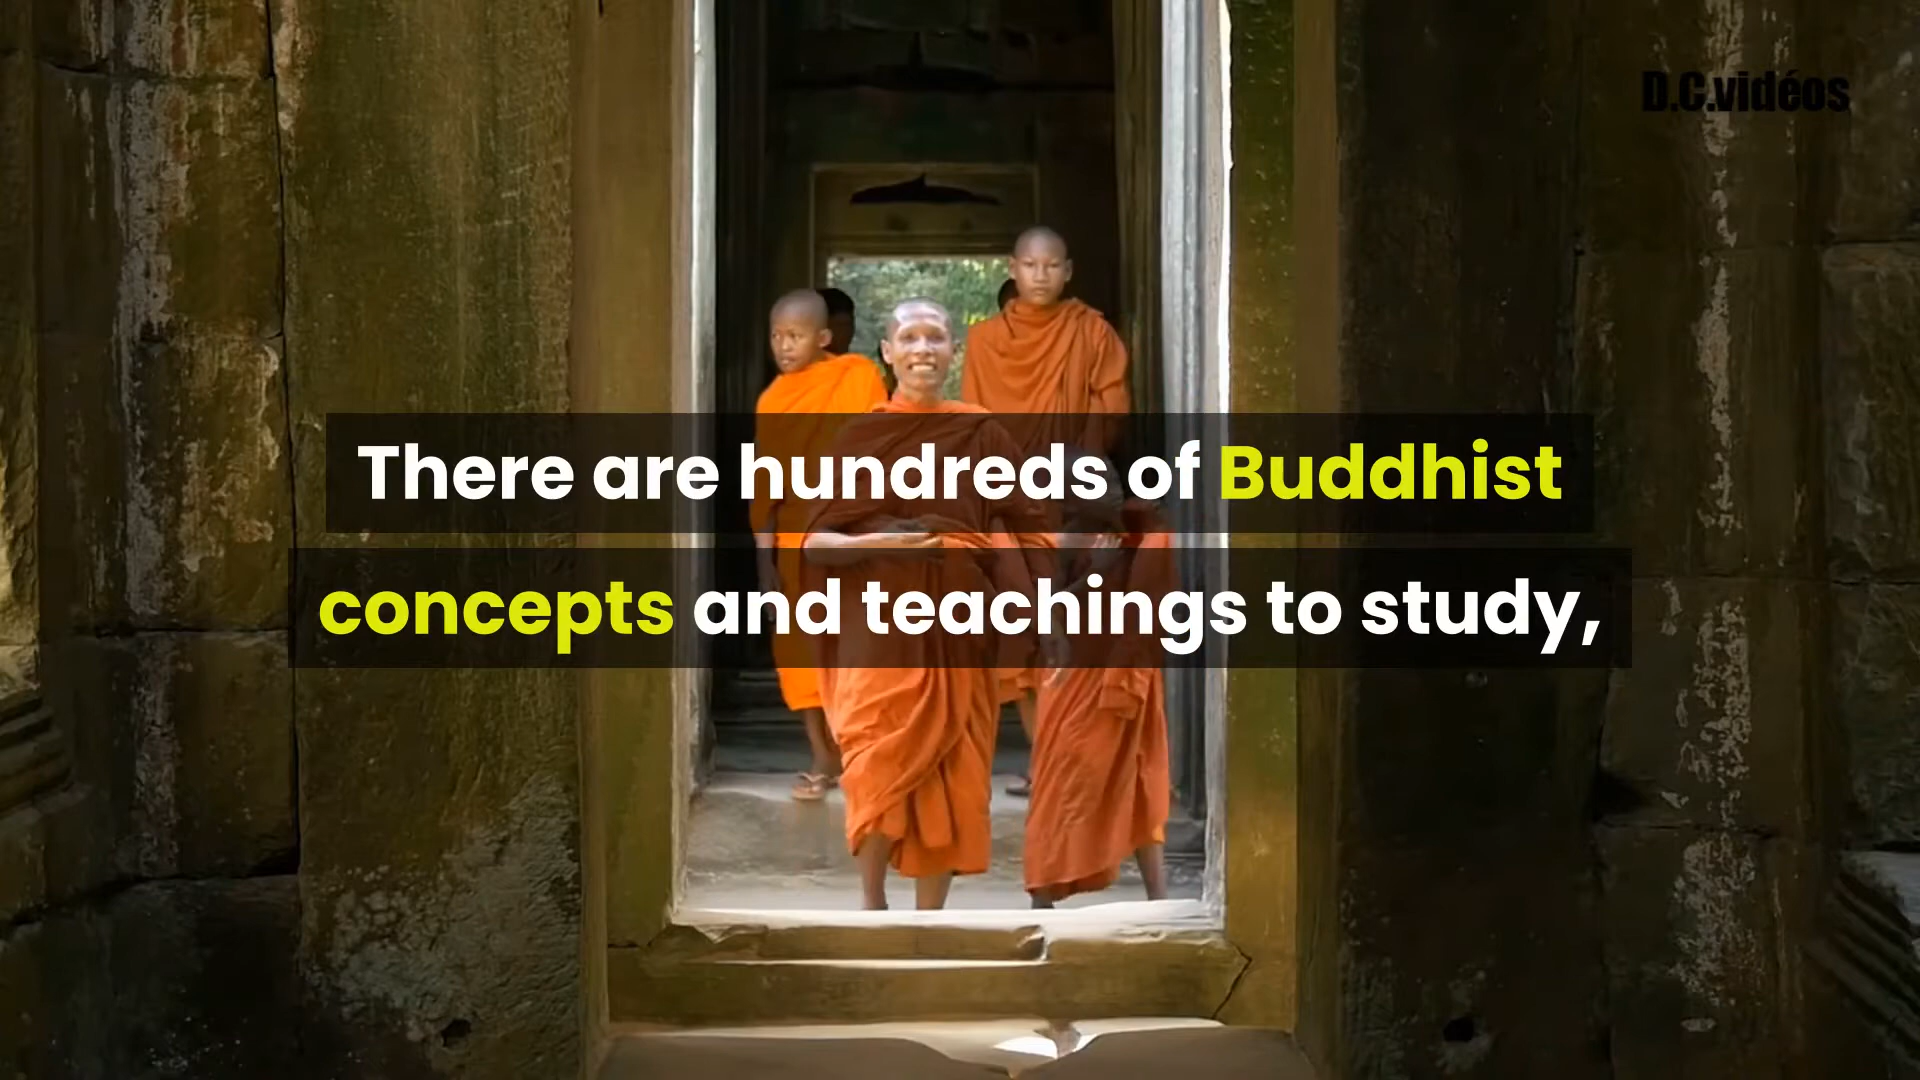 D.C.vidéos
There are hundreds of Buddhist
concepts and teachings to study,